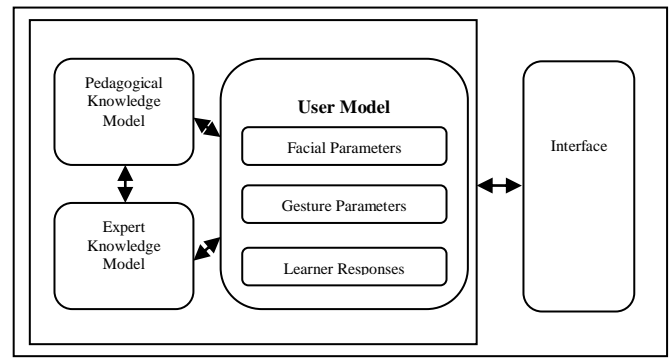 Pedagogical
Knowledge
Model
User Model
Facial Parameters
Gesture Parameters
Learner Responses
Expert
Knowledge
Model
Interface